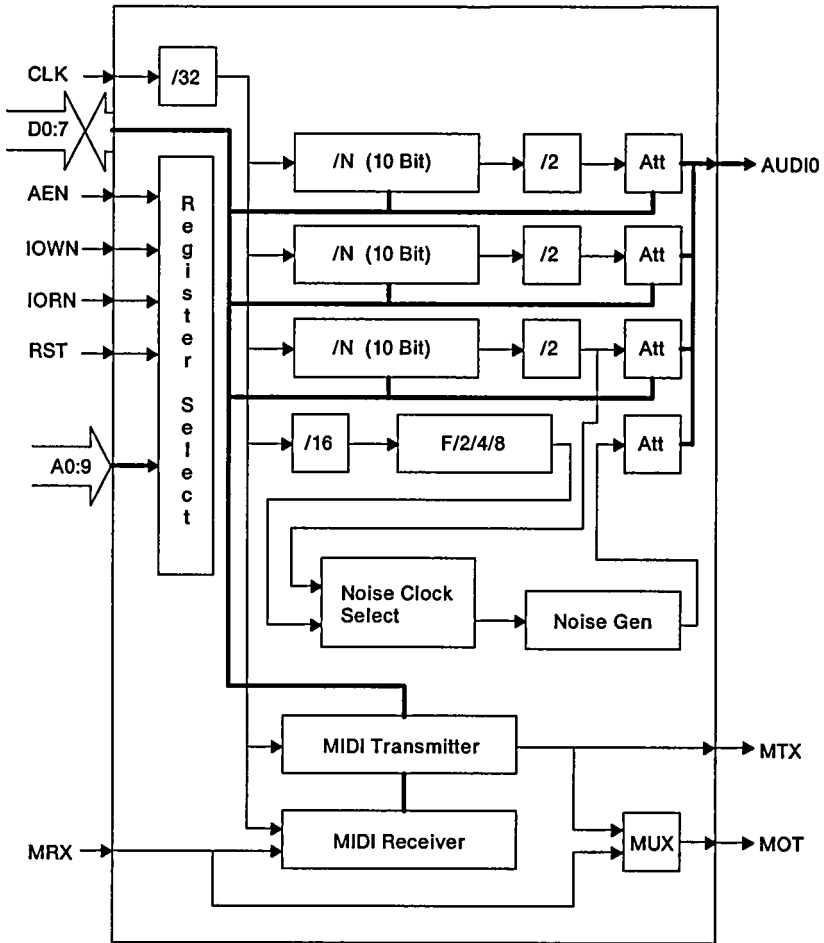 CLK
/32
D0:7
/N (10 Bit)
/2
Att
AUDIO
AEN
Register Select
IOWN
/N (10 Bit)
/2
Att
IORN
RST
/N (10 Bit)
/2
Att
A0:9
/16
F/2/4/8
Att
Noise Clock
Select
Noise Gen
MIDI Transmitter
MTX
MRX
MIDI Receiver
MUX
MOT